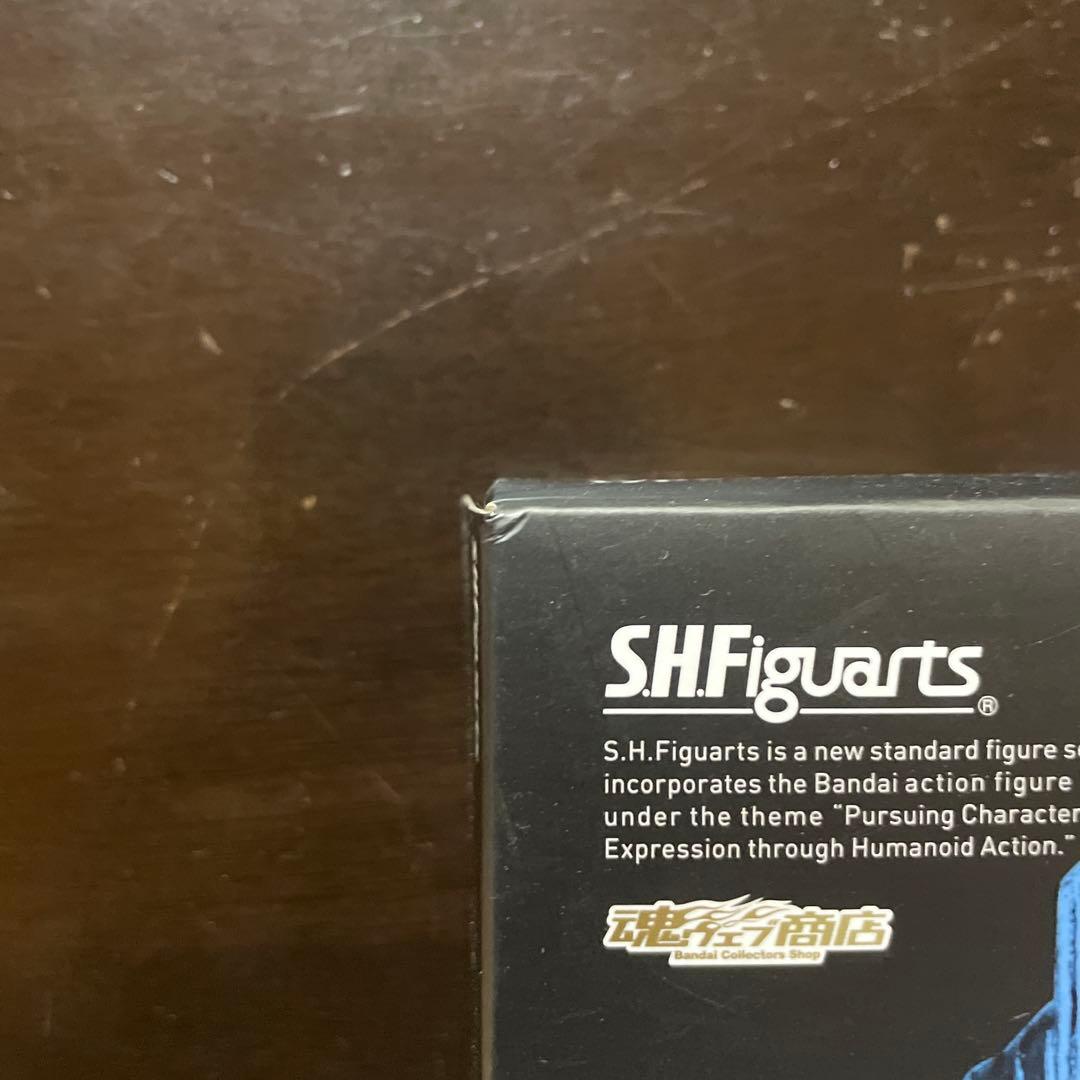 S.H.Figuarts®
S.H.Figuarts is a new standard figure
incorporates the Bandai action figure
under the theme "Pursuing Character
Expression through Humanoid Action."
魂ウェブ商店
Bandai Collectors Shop